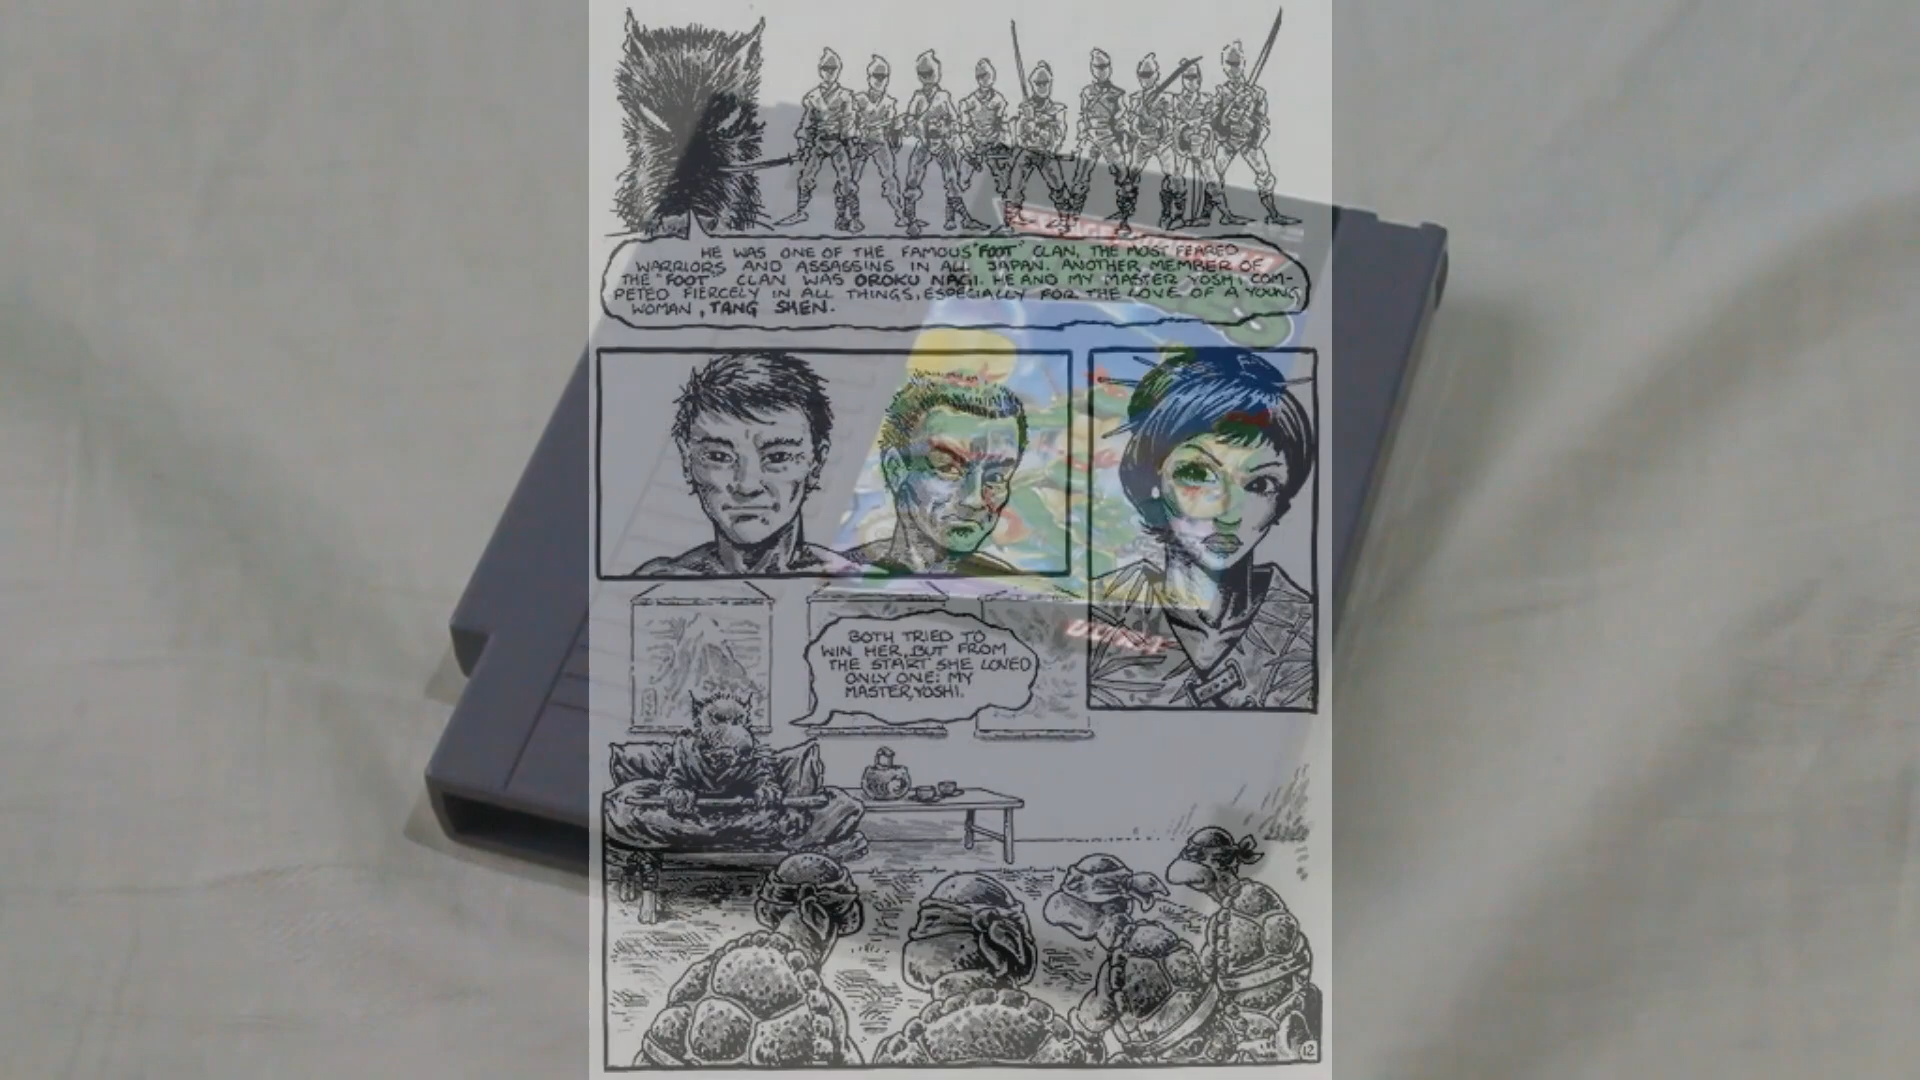 HE WAS ONE OF THE FAMOUS "FOOT" CLAN, THE MOST FEARED
WARRIORS AND ASSASSINS IN ALL JAPAN. ANOTHER MEMBER OF
THE "FOOT" CLAN WAS OROKU NAGI. HE AND MY MASTER YOSHI COM-
PETED FIERCELY IN ALL THINGS, ESPECIALLY FOR THE LOVE OF A YOUNG
WOMAN, TANG SHEN.
BOTH TRIED TO
WIN HER, BUT FROM
THE START SHE LOVED
ONLY ONE: MY
MASTER, YOSHI.
12